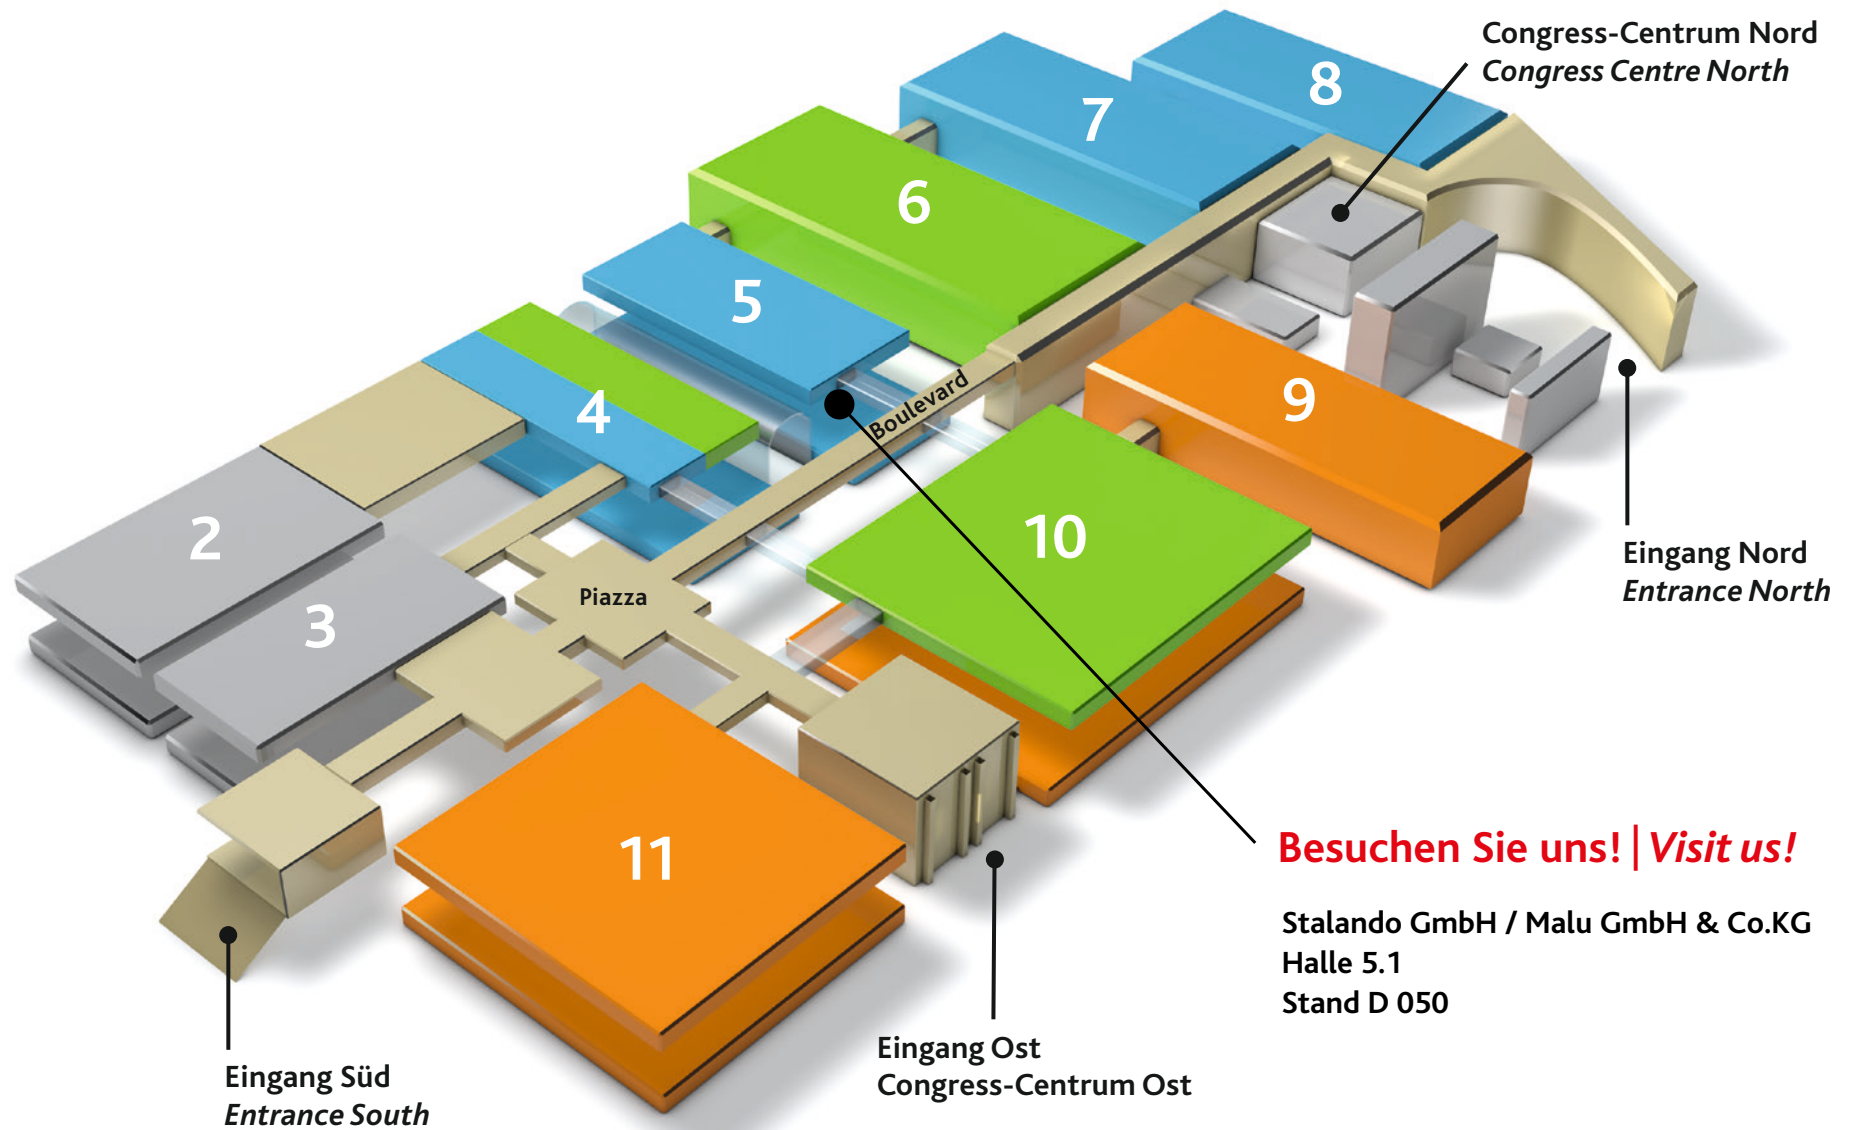 Congress-Centrum Nord
Congress Centre North
8
7
6
5
4
9
Boulevard
2
10
3
Piazza
Eingang Nord
Entrance North
11
Besuchen Sie uns! | Visit us!
Stalando GmbH / Malu GmbH & Co.KG
Halle 5.1
Stand D 050
Eingang Ost
Congress-Centrum Ost
Eingang Süd
Entrance South